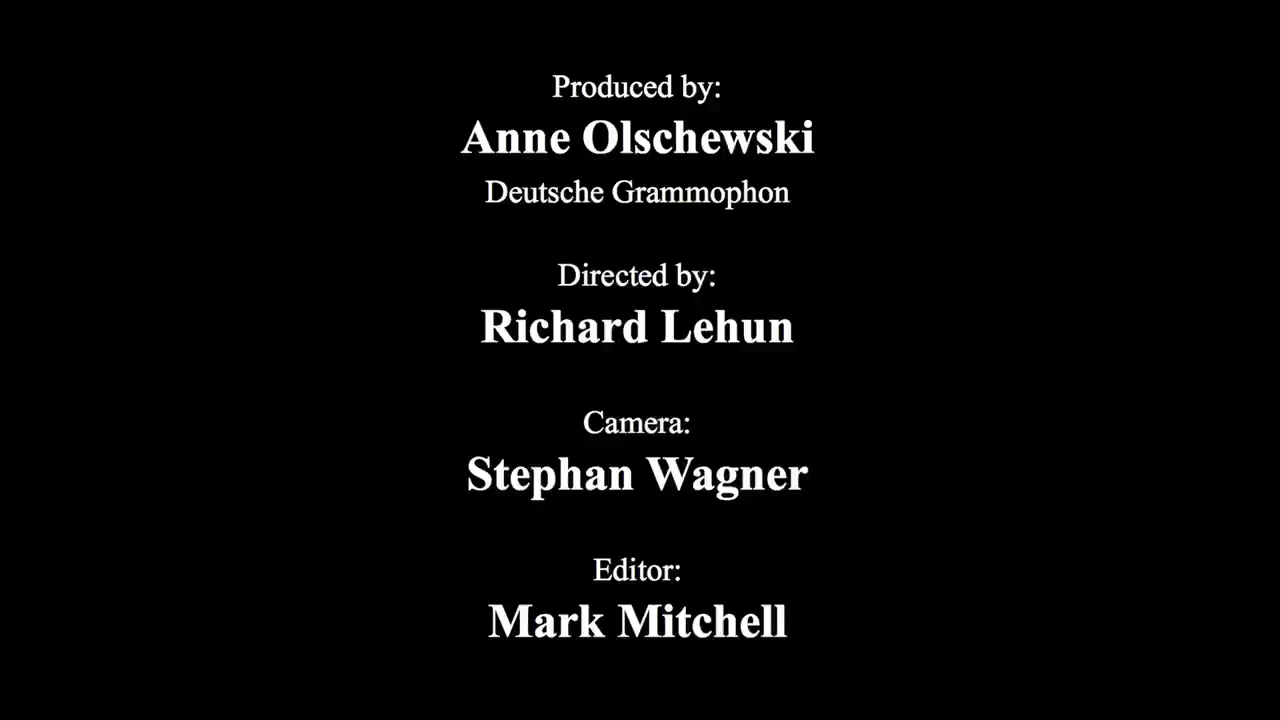 Produced by:
Anne Olschewski
Deutsche Grammophon
Directed by:
Richard Lehun
Camera:
Stephan Wagner
Editor:
Mark Mitchell